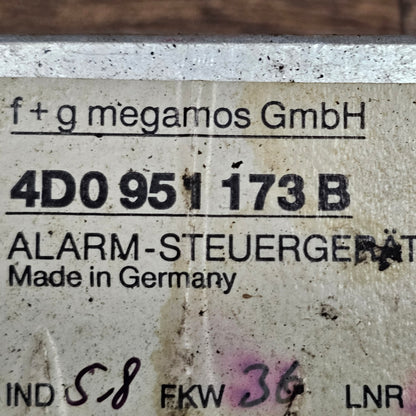 f+g megamos GmbH
4D0 951 173 B
ALARM-STEUERGERÄT
Made in Germany
IND 5.8 FKW 36 LNR